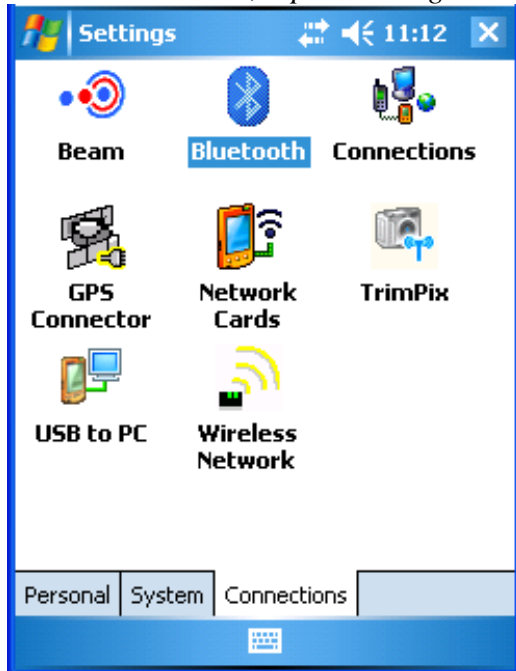 Settings 11:12
Beam Bluetooth Connections
GPS Connector Network Cards TrimPix
USB to PC Wireless Network
Personal System Connections